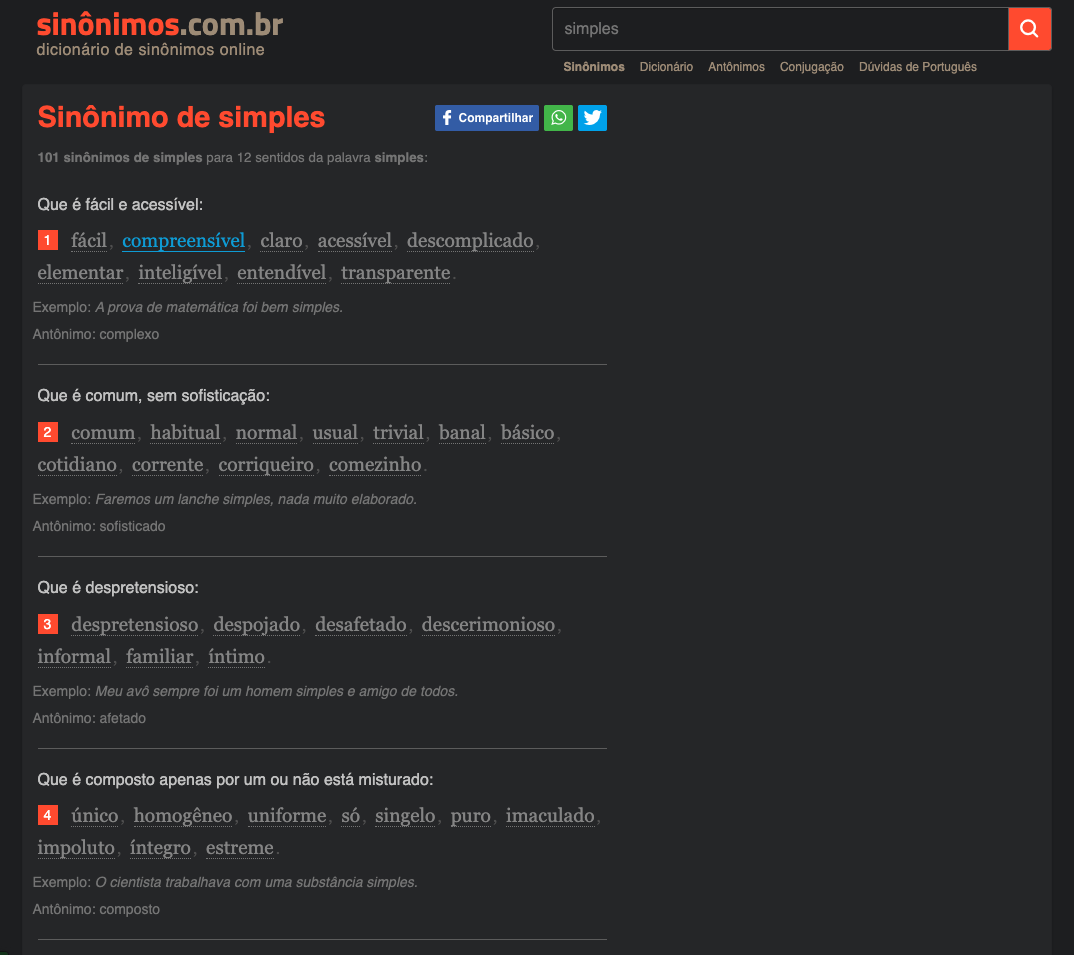 sinônimos.com.br
dicionário de sinônimos online
simples
Sinônimos Dicionário Antônimos Conjugação Dúvidas de Português
Sinônimo de simples
Compartilhar
101 sinônimos de simples para 12 sentidos da palavra simples:
Que é fácil e acessível:
1 fácil, compreensível, claro, acessível, descomplicado,
elementar, inteligível, entendível, transparente.
Exemplo: A prova de matemática foi bem simples.
Antônimo: complexo
Que é comum, sem sofisticação:
2 comum, habitual, normal, usual, trivial, banal, básico,
cotidiano, corrente, corriqueiro, comezinho.
Exemplo: Faremos um lanche simples, nada muito elaborado.
Antônimo: sofisticado
Que é despretensioso:
3 despretensioso, despojado, desafetado, descerimonioso,
informal, familiar, íntimo.
Exemplo: Meu avô sempre foi um homem simples e amigo de todos.
Antônimo: afetado
Que é composto apenas por um ou não está misturado:
4 único, homogêneo, uniforme, só, singelo, puro, imaculado,
impoluto, íntegro, estreme.
Exemplo: O cientista trabalhava com uma substância simples.
Antônimo: composto